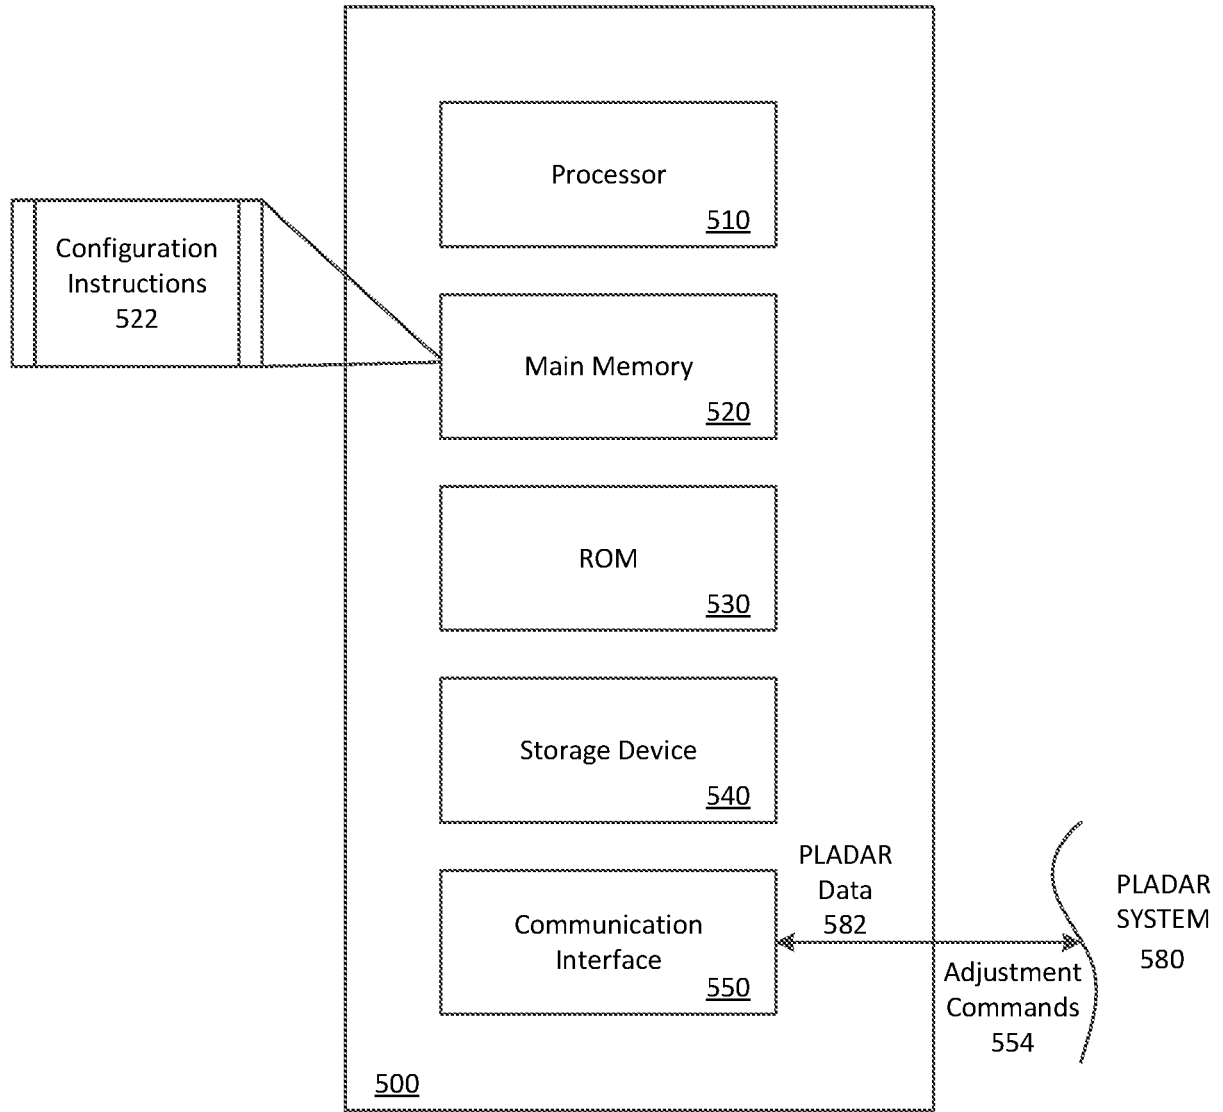 Processor
510
Configuration
Instructions
522
Main Memory
520
ROM
530
Storage Device
540
PLADAR
Data
582
Communication
Interface
550
PLADAR
SYSTEM
580
Adjustment
Commands
554
500